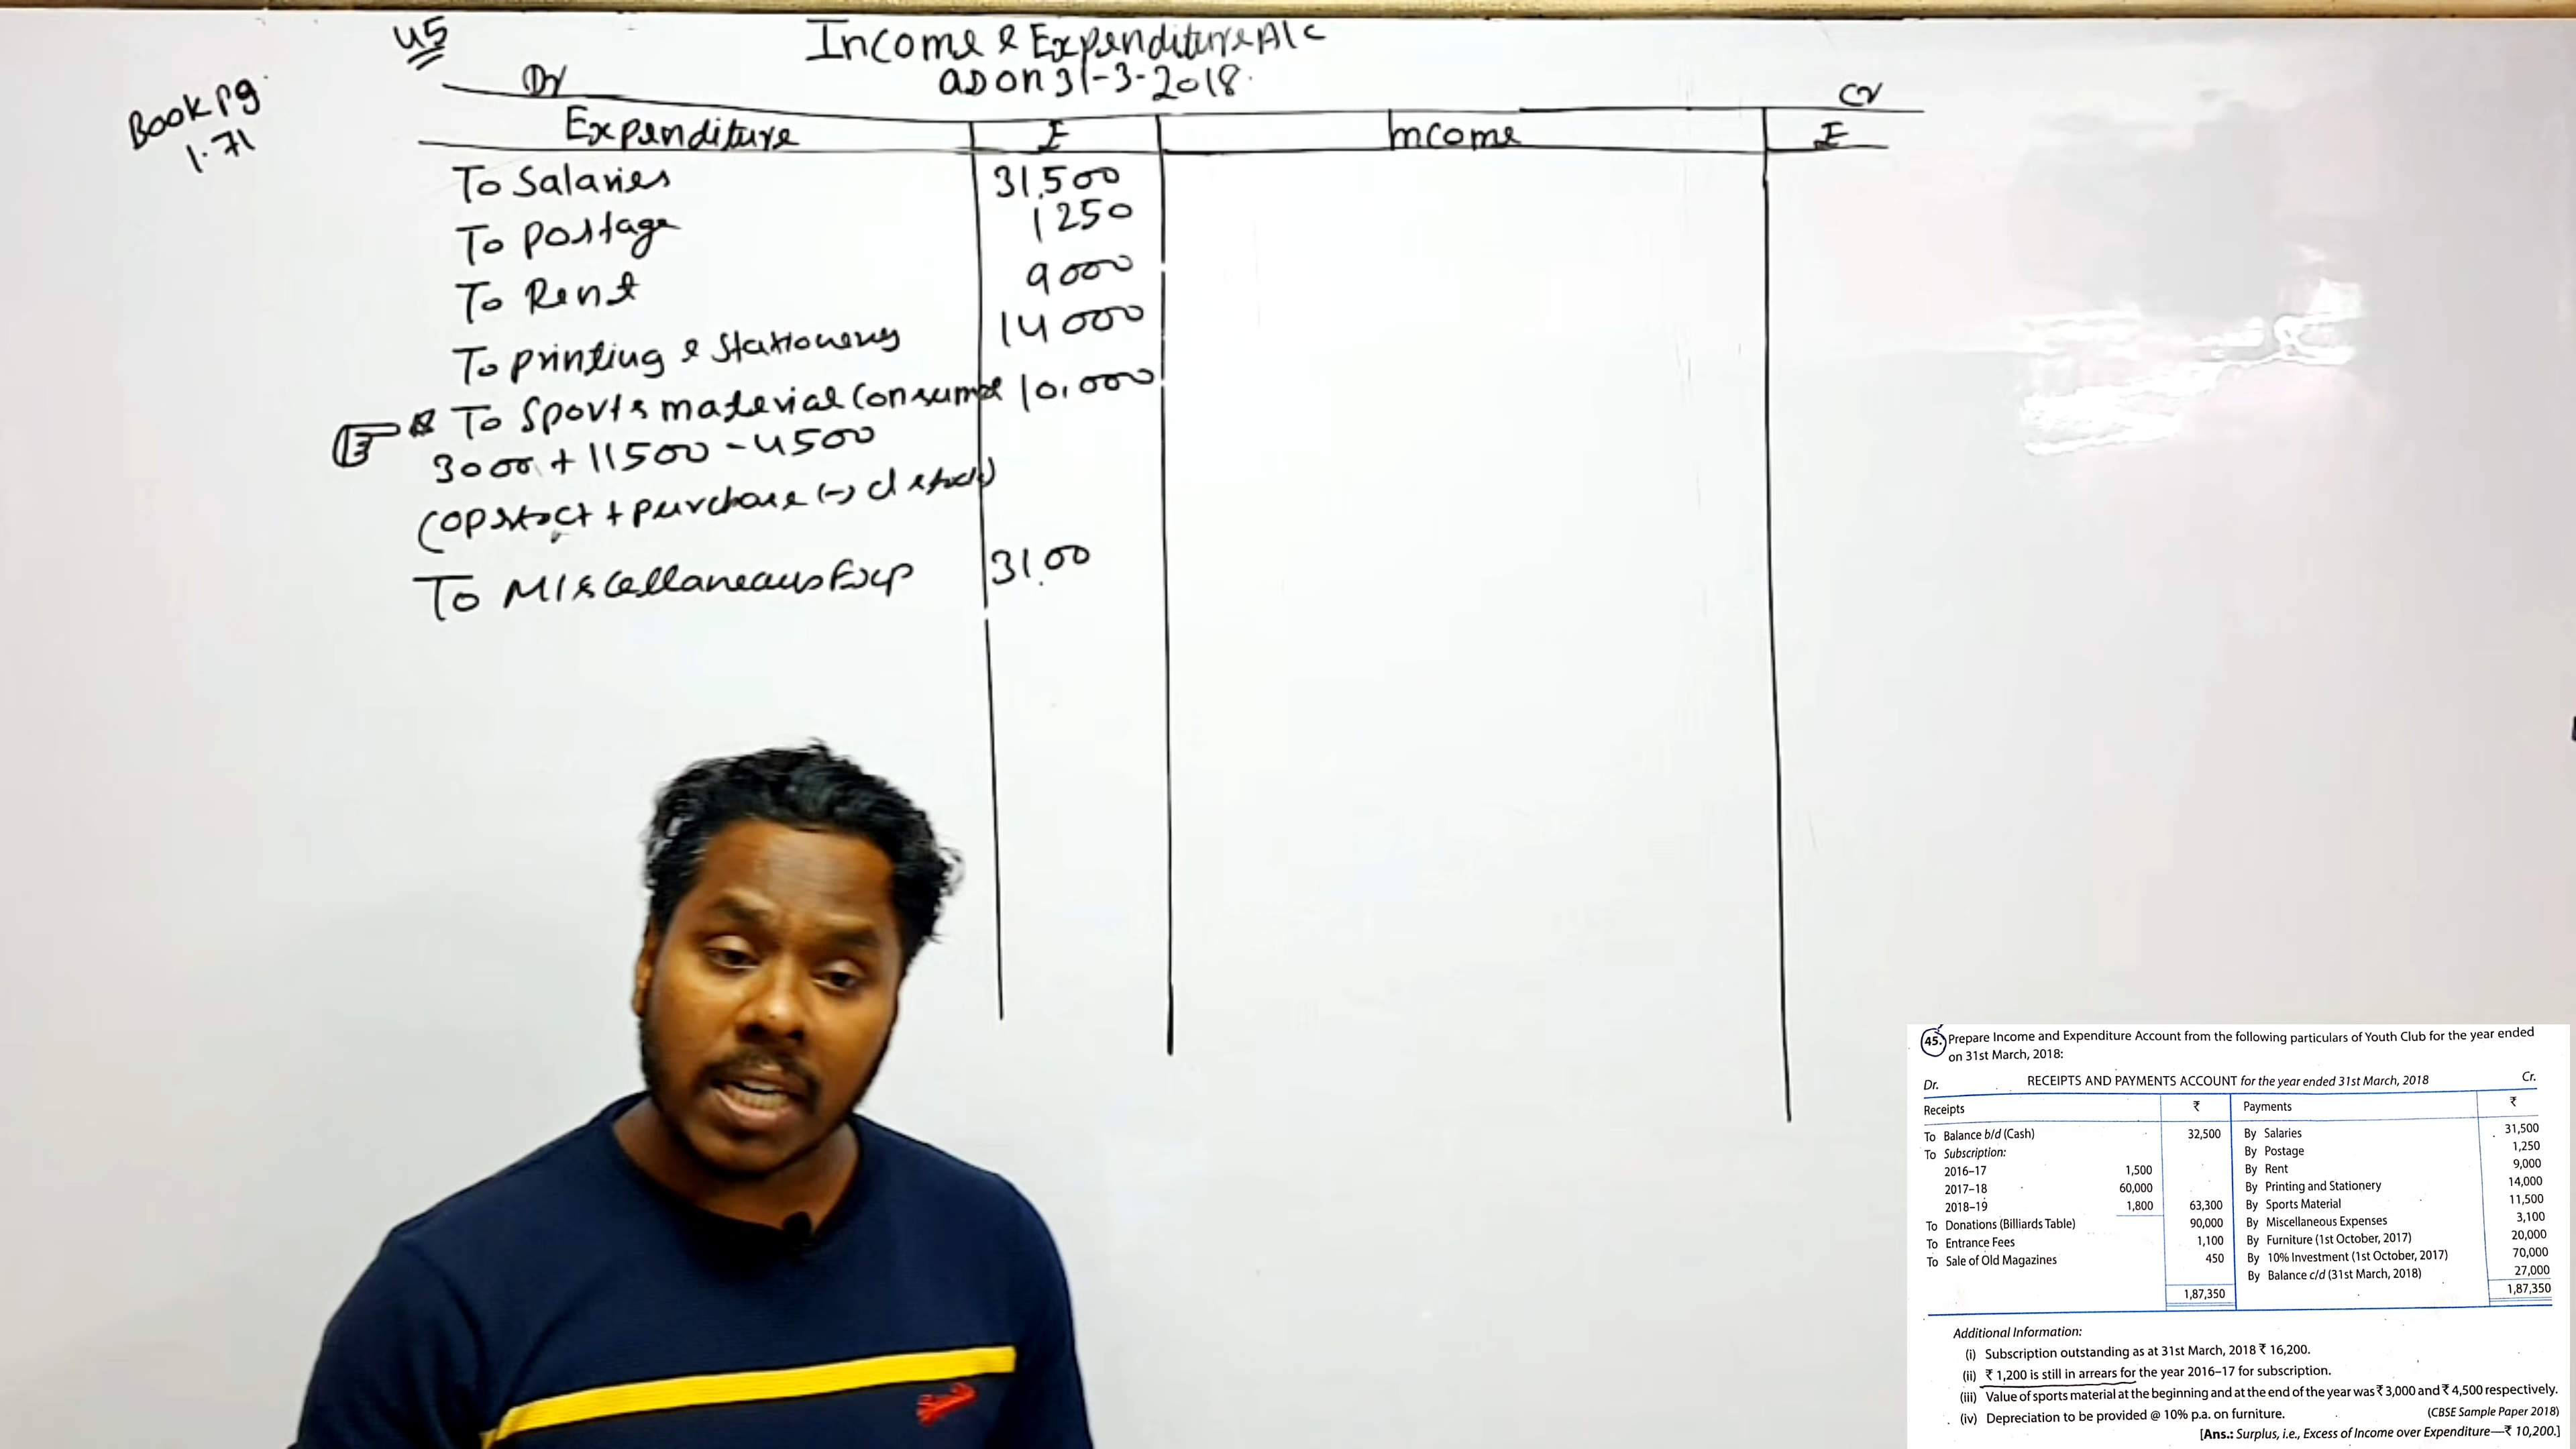 45
Income & Expenditure A/c
as on 31-3-2018.
Book Pg.
1.71
Dr
Cr
Expenditure ₹ Income ₹
To Salaries 31,500
To Postage 1250
To Rent 9000
To Printing & Stationery 14000
To Sports material Consumed 10,000
3000 + 11500 - 4500
(op stock + purchase (-) cl stock)
To Miscellaneous Exp 31,00
45. Prepare Income and Expenditure Account from the following particulars of Youth Club for the year ended
on 31st March, 2018:
Dr. RECEIPTS AND PAYMENTS ACCOUNT for the year ended 31st March, 2018 Cr.
Receipts ₹ Payments ₹
To Balance b/d (Cash) 32,500 By Salaries 31,500
To Subscription: By Postage 1,250
2016–17 1,500 By Rent 9,000
2017–18 60,000 By Printing and Stationery 14,000
2018–19 1,800 63,300 By Sports Material 11,500
To Donations (Billiards Table) 90,000 By Miscellaneous Expenses 3,100
To Entrance Fees 1,100 By Furniture (1st October, 2017) 20,000
To Sale of Old Magazines 450 By 10% Investment (1st October, 2017) 70,000
By Balance c/d (31st March, 2018) 27,000
1,87,350 1,87,350
Additional Information:
(i) Subscription outstanding as at 31st March, 2018 ₹ 16,200.
(ii) ₹ 1,200 is still in arrears for the year 2016–17 for subscription.
(iii) Value of sports material at the beginning and at the end of the year was ₹ 3,000 and ₹ 4,500 respectively.
(iv) Depreciation to be provided @ 10% p.a. on furniture. (CBSE Sample Paper 2018)
[Ans.: Surplus, i.e., Excess of Income over Expenditure—₹ 10,200.]